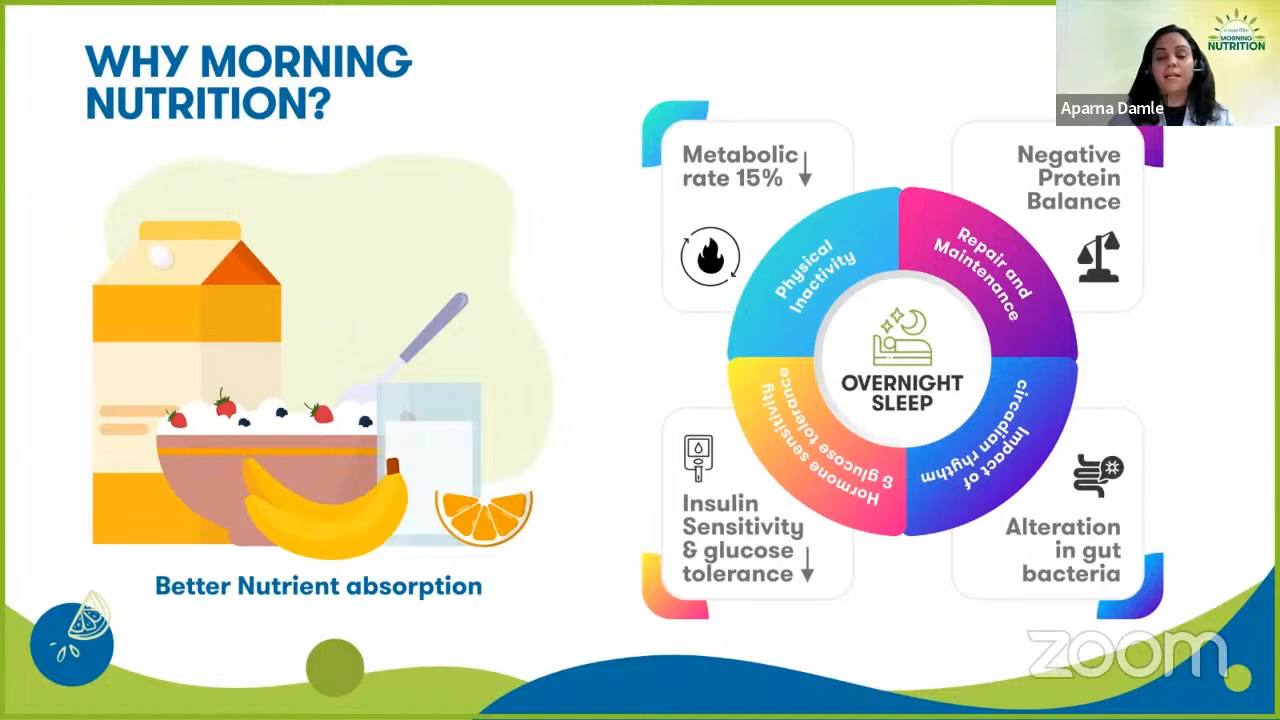 WHY MORNING
NUTRITION?
Better Nutrient absorption
Metabolic
rate 15%
Physical
Inactivity
Negative
Protein
Balance
Repair and
Maintenance
OVERNIGHT
SLEEP
Hormone sensitivity
& glucose tolerance
Insulin
Sensitivity
& glucose
tolerance
Impact of
circadian rhythm
Alteration
in gut
bacteria
Aparna Damle
MORNING
NUTRITION
zoom